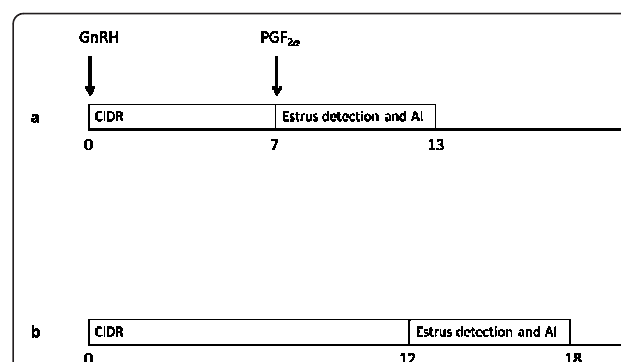 GnRH PGF2α
a CIDR Estrus detection and AI
0 7 13
b CIDR Estrus detection and AI
0 12 18